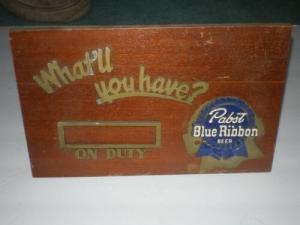 What'll
you have?
ON DUTY
Pabst
Blue Ribbon
BEER